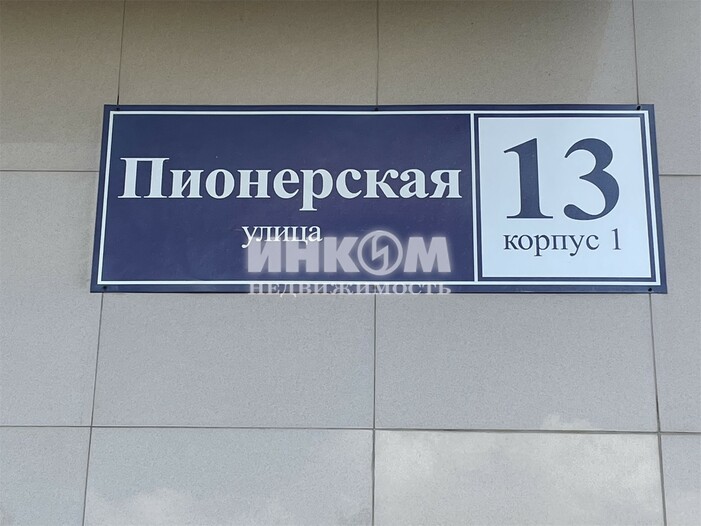 Пионерская
улица
13
корпус 1
ИНКОМ
НЕДВИЖИМОСТЬ